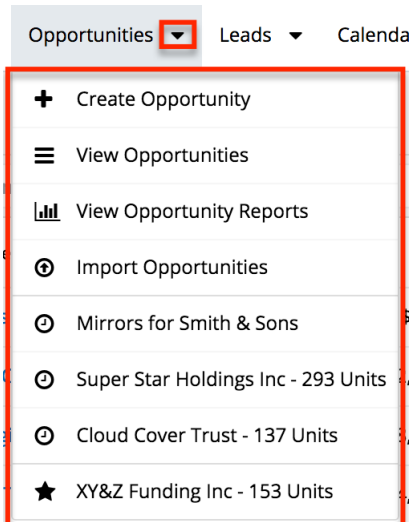 Opportunities Leads Calenda
Create Opportunity
View Opportunities
View Opportunity Reports
Import Opportunities
Mirrors for Smith & Sons
Super Star Holdings Inc - 293 Units
Cloud Cover Trust - 137 Units
XY&Z Funding Inc - 153 Units